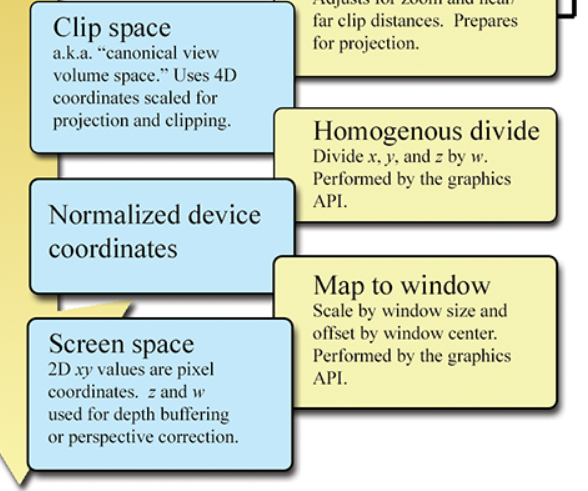 Adjusts for zoom and near/
far clip distances. Prepares
for projection.
Clip space
a.k.a. “canonical view
volume space.” Uses 4D
coordinates scaled for
projection and clipping.
Homogenous divide
Divide x, y, and z by w.
Performed by the graphics
API.
Normalized device
coordinates
Map to window
Scale by window size and
offset by window center.
Performed by the graphics
API.
Screen space
2D xy values are pixel
coordinates. z and w
used for depth buffering
or perspective correction.